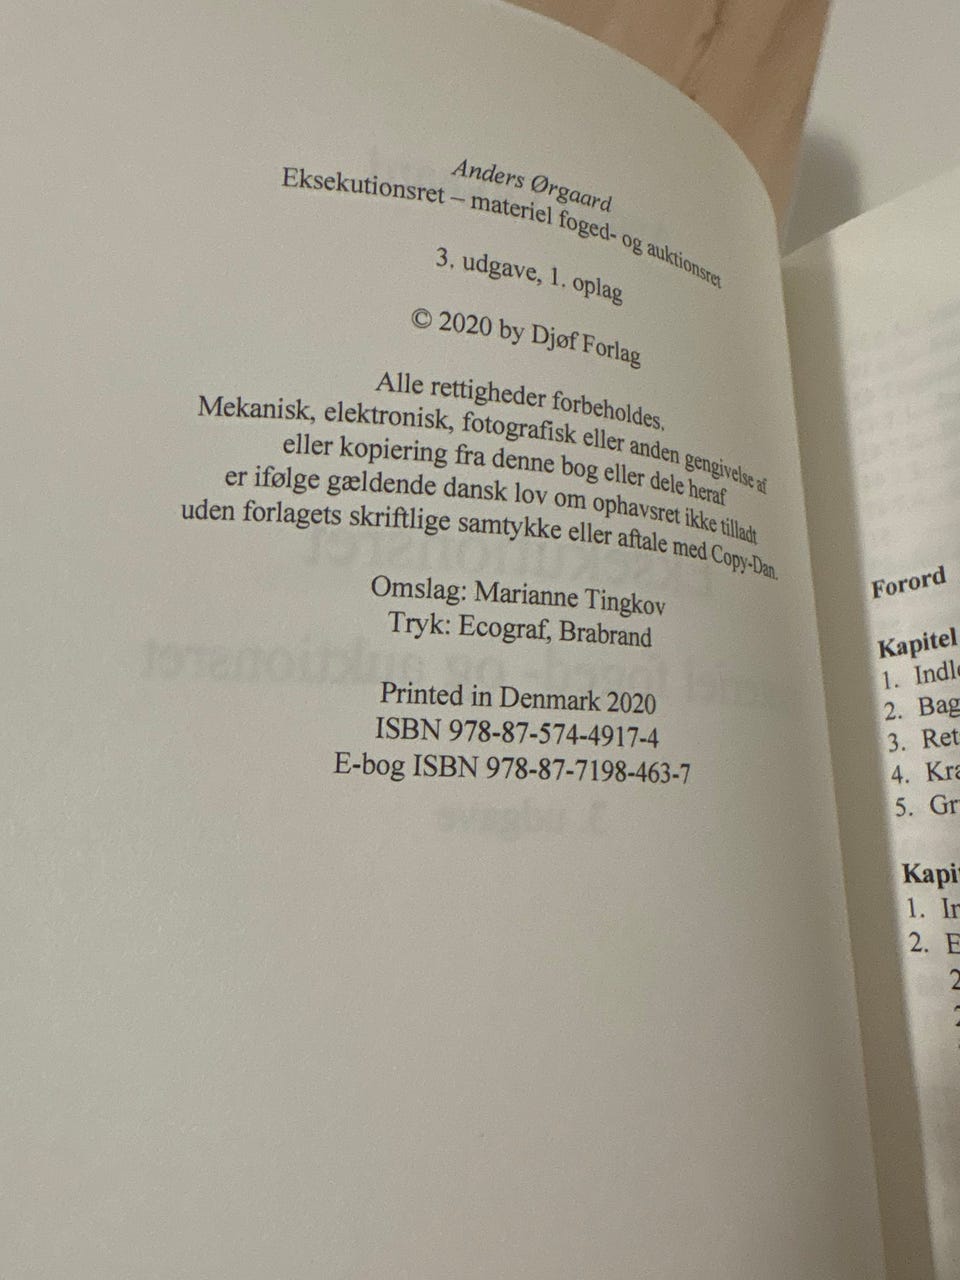 Anders Ørgaard
Eksekutionsret – materiel foged- og auktionsret
3. udgave, 1. oplag
© 2020 by Djøf Forlag
Alle rettigheder forbeholdes.
Mekanisk, elektronisk, fotografisk eller anden gengivelse af
eller kopiering fra denne bog eller dele heraf
er ifølge gældende dansk lov om ophavsret ikke tilladt
uden forlagets skriftlige samtykke eller aftale med Copy-Dan.
Omslag: Marianne Tingkov
Tryk: Ecograf, Brabrand
Printed in Denmark 2020
ISBN 978-87-574-4917-4
E-bog ISBN 978-87-7198-463-7
Forord
Kapitel
1.
2.
3.
4.
5.
1.
2.